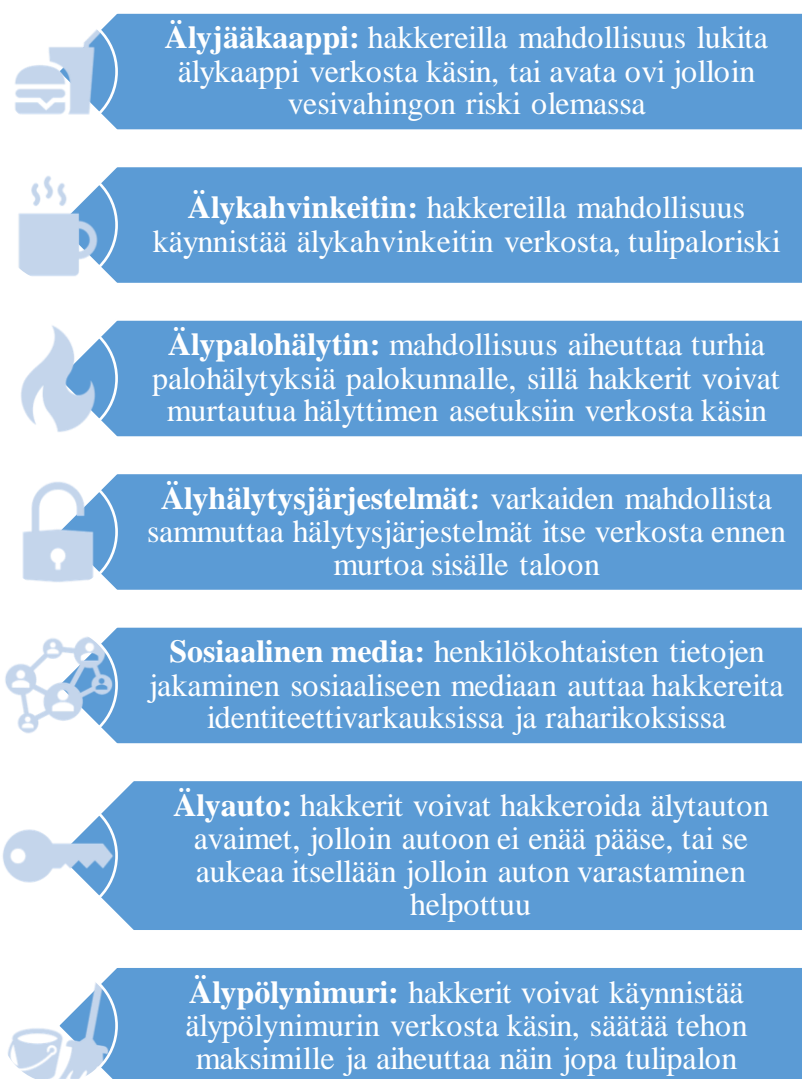 Älyjääkaappi: hakkereilla mahdollisuus lukita
älykaappi verkosta käsin, tai avata ovi jolloin
vesivahingon riski olemassa
Älykahvinkeitin: hakkereilla mahdollisuus
käynnistää älykahvinkeitin verkosta, tulipaloriski
Älypalohälytin: mahdollisuus aiheuttaa turhia
palohälytyksiä palokunnalle, sillä hakkerit voivat
murtautua hälyttimen asetuksiin verkosta käsin
Älyhälytysjärjestelmät: varkaiden mahdollista
sammuttaa hälytysjärjestelmät itse verkosta ennen
murtoa sisälle taloon
Sosiaalinen media: henkilökohtaisten tietojen
jakaminen sosiaaliseen mediaan auttaa hakkereita
identiteettivarkauksissa ja raharikoksissa
Älyauto: hakkerit voivat hakkeroida älytauton
avaimet, jolloin autoon ei enää pääse, tai se
aukeaa itsellään jolloin auton varastaminen
helpottuu
Älypölynimuri: hakkerit voivat käynnistää
älypölynimurin verkosta käsin, säätää tehon
maksimille ja aiheuttaa näin jopa tulipalon